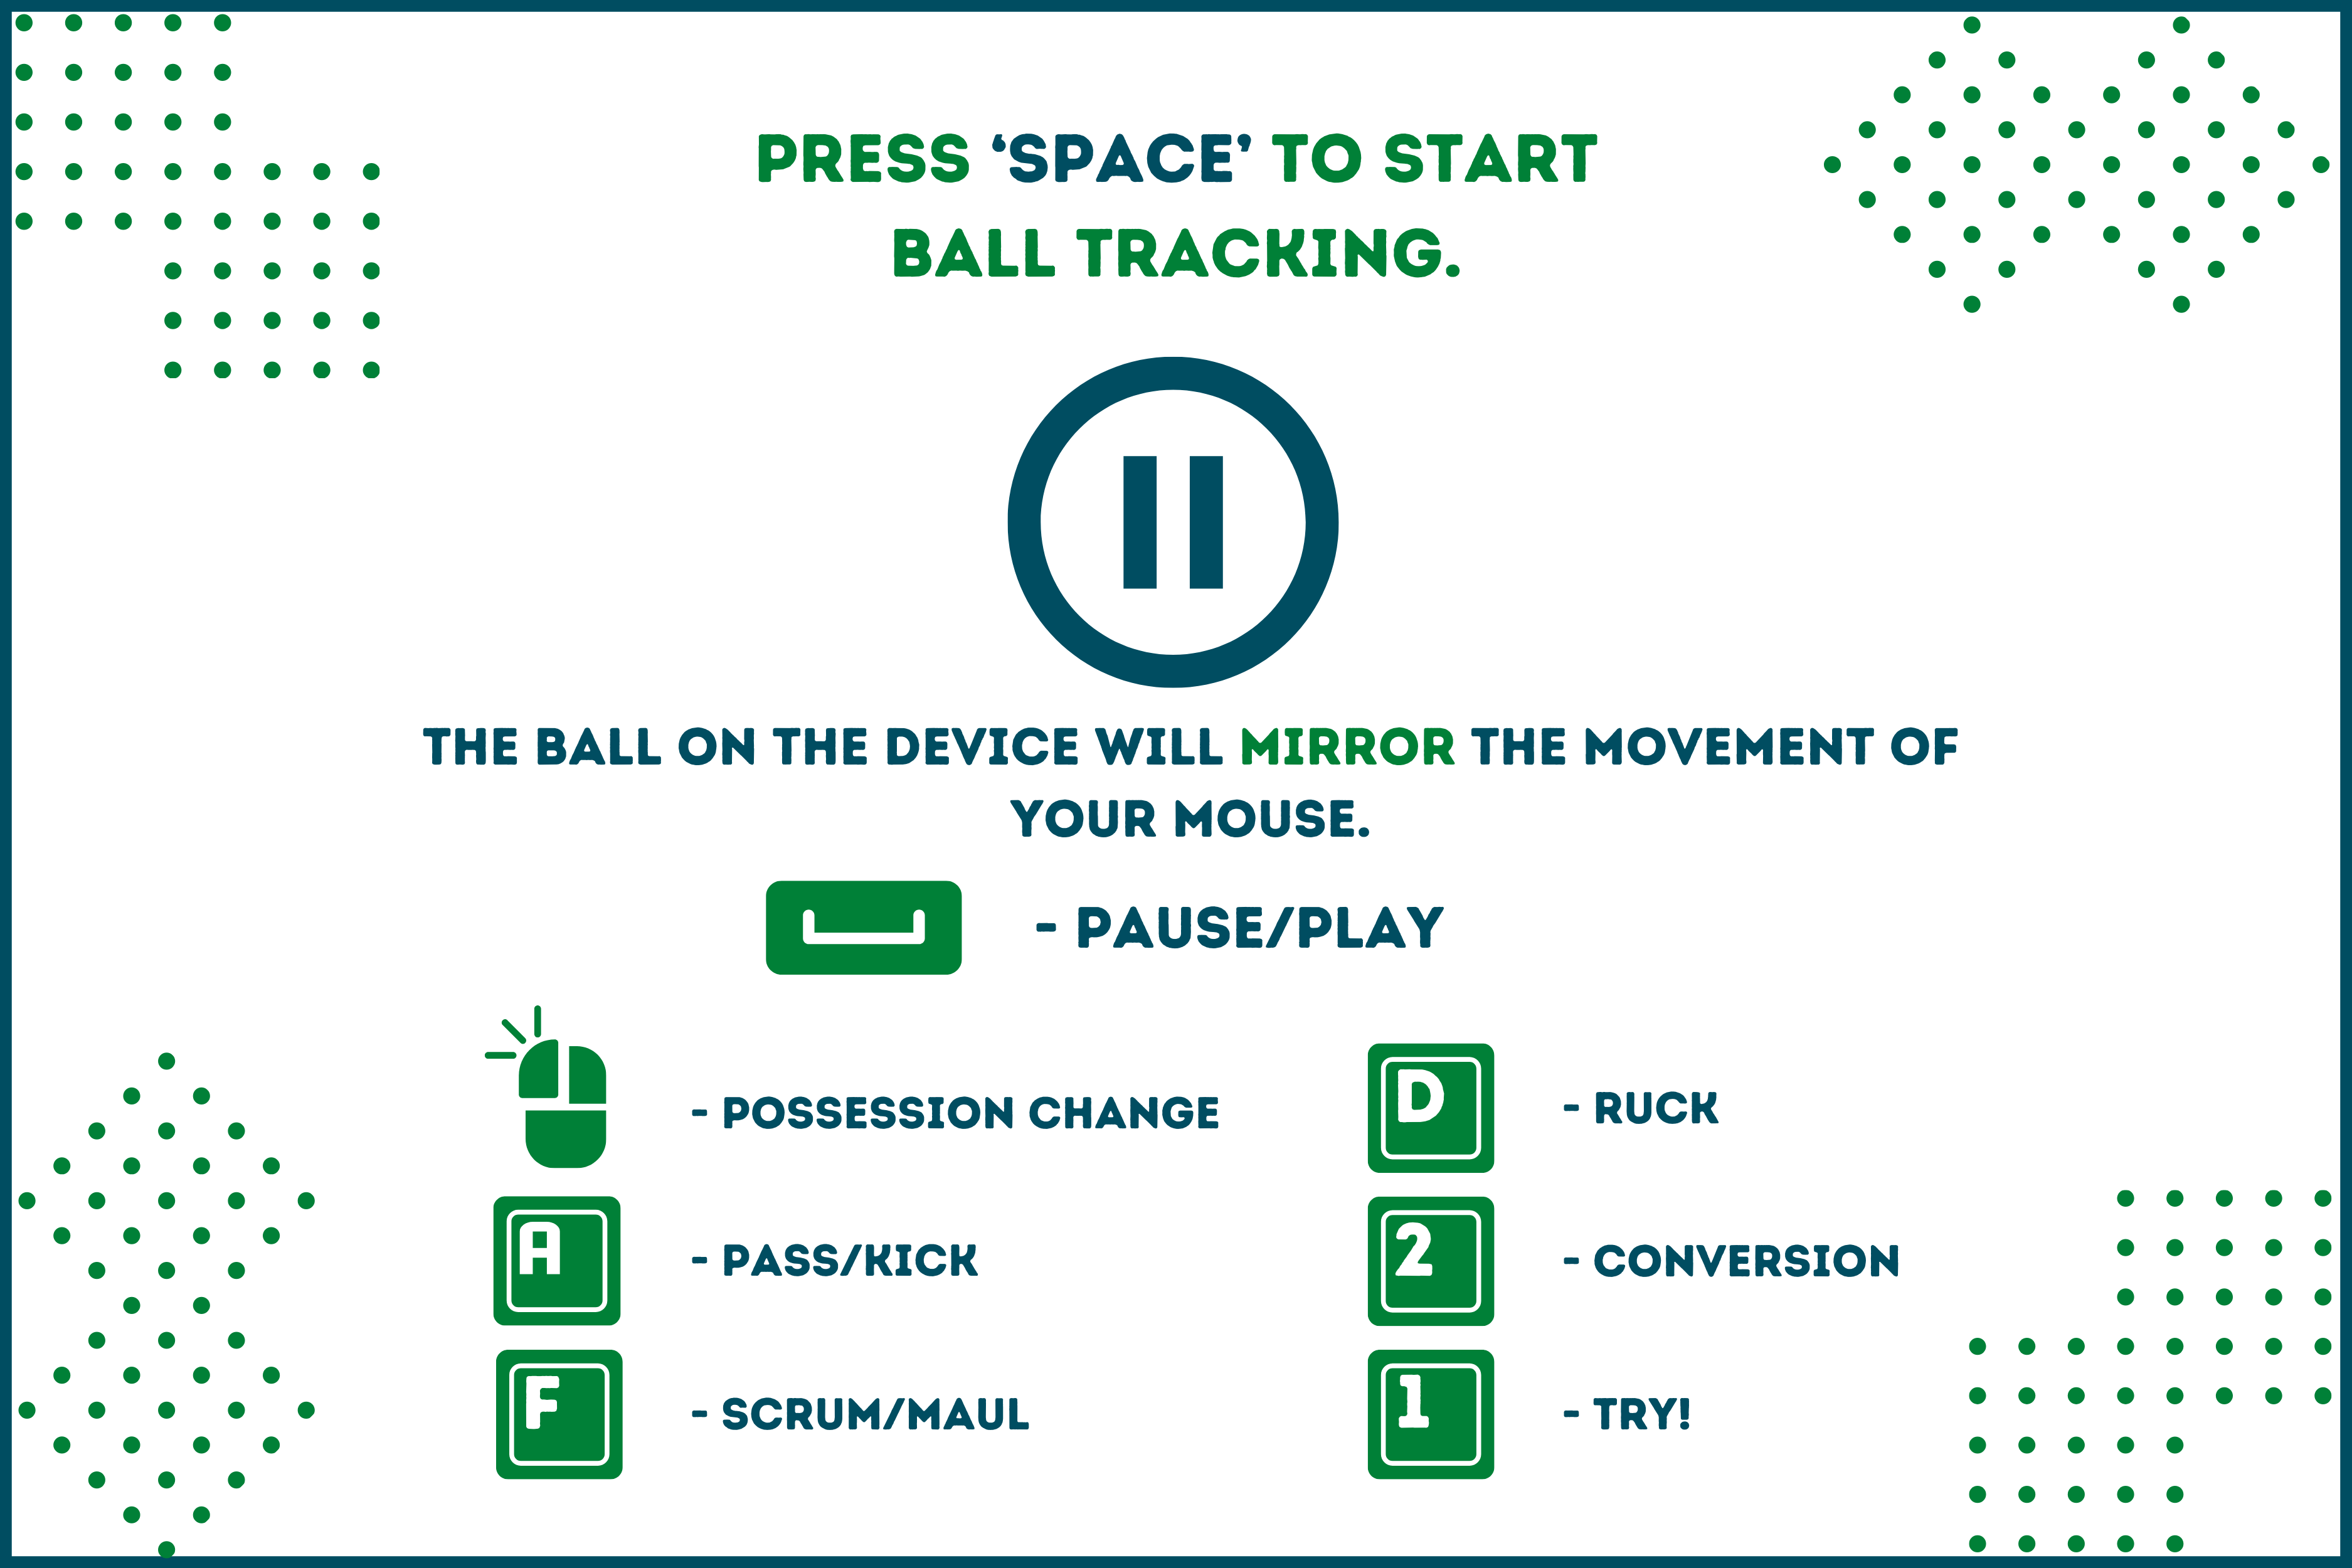 PRESS ‘SPACE’ TO START
BALL TRACKING.
THE BALL ON THE DEVICE WILL MIRROR THE MOVEMENT OF
YOUR MOUSE.
- PAUSE/PLAY
- POSSESSION CHANGE
D - RUCK
A - PASS/KICK
2 - CONVERSION
F - SCRUM/MAUL
1 - TRY!